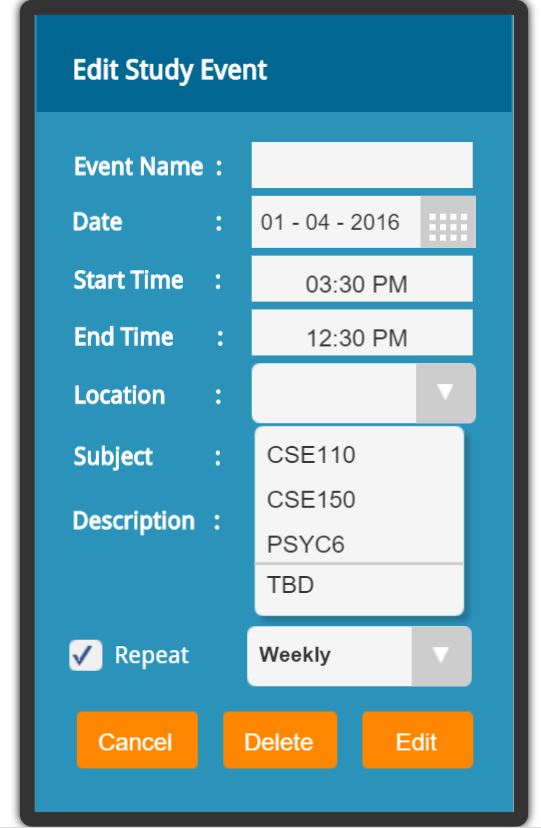 Edit Study Event
Event Name :
Date : 01 - 04 - 2016
Start Time : 03:30 PM
End Time : 12:30 PM
Location :
Subject : CSE110
CSE150
Description : PSYC6
TBD
Repeat Weekly
Cancel Delete Edit